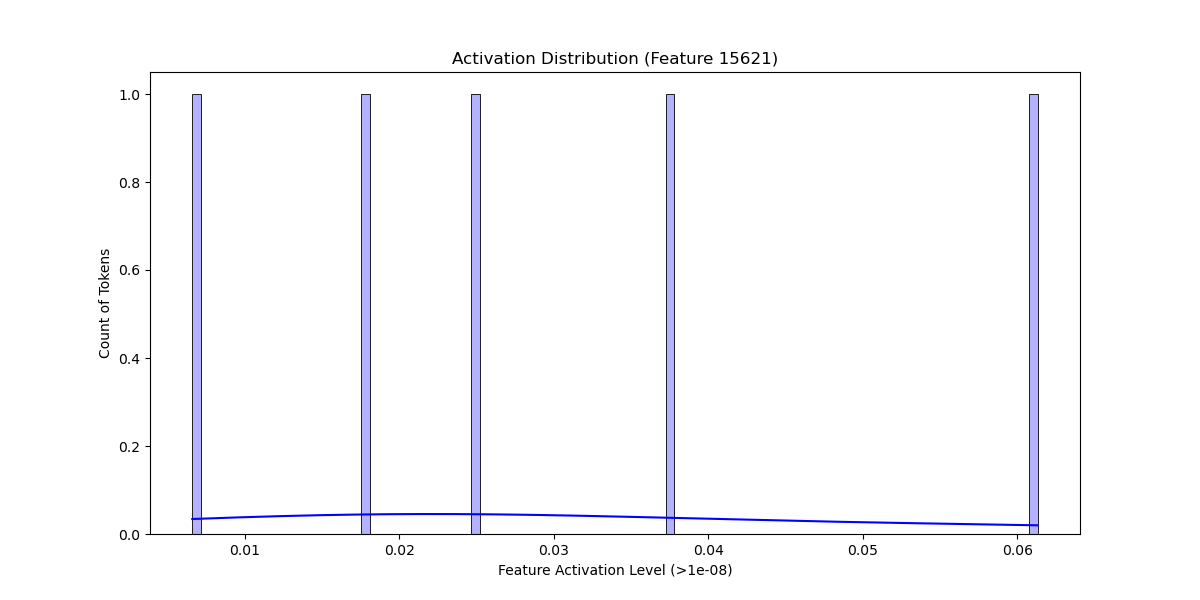 Activation Distribution (Feature 15621)
1.0
0.8
0.6
0.4
0.2
0.0
Count of Tokens
0.01 0.02 0.03 0.04 0.05 0.06
Feature Activation Level (>1e-08)